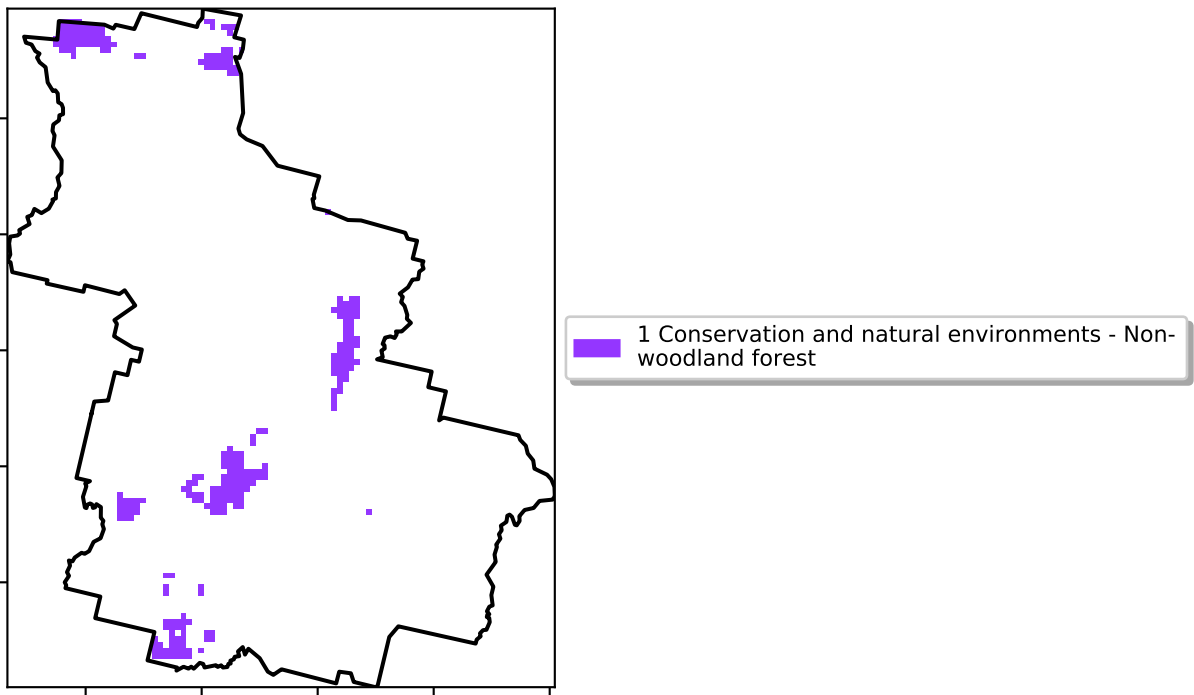 1 Conservation and natural environments - Non-
woodland forest